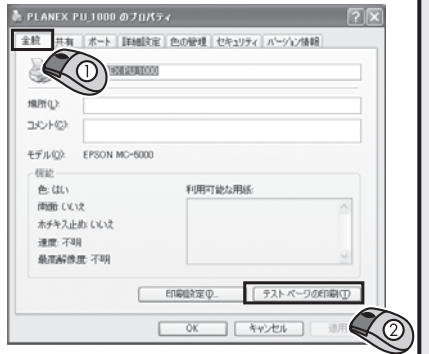 PLANEX PU_1000 のプロパティ
全般 共有 ポート 詳細設定 色の管理 セキュリティ バージョン情報
①
場所(L):
コメント(C):
モデル(O): EPSON MC-6000
機能
色: はい 利用可能な用紙:
両面: いいえ
ホチキス止め: いいえ
速度: 不明
最高解像度: 不明
印刷設定(I)... テスト ページの印刷(T)
OK キャンセル 適用
②